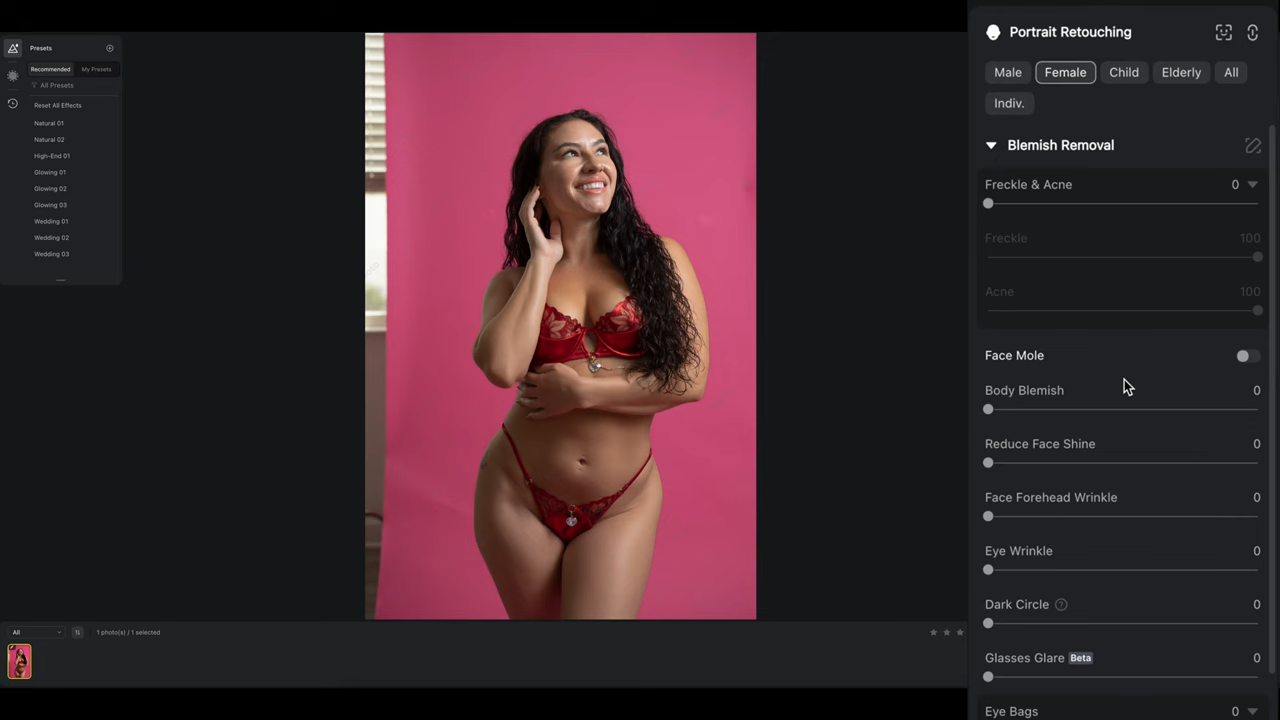 Presets
Recommended My Presets
All Presets
Reset All Effects
Natural 01
Natural 02
High-End 01
Glowing 01
Glowing 02
Glowing 03
Wedding 01
Wedding 02
Wedding 03
All 1 photo(s) / 1 selected
Portrait Retouching
Male Female Child Elderly All
Indiv.
Blemish Removal
Freckle & Acne 0
Freckle 100
Acne 100
Face Mole
Body Blemish 0
Reduce Face Shine 0
Face Forehead Wrinkle 0
Eye Wrinkle 0
Dark Circle ? 0
Glasses Glare Beta 0
Eye Bags 0